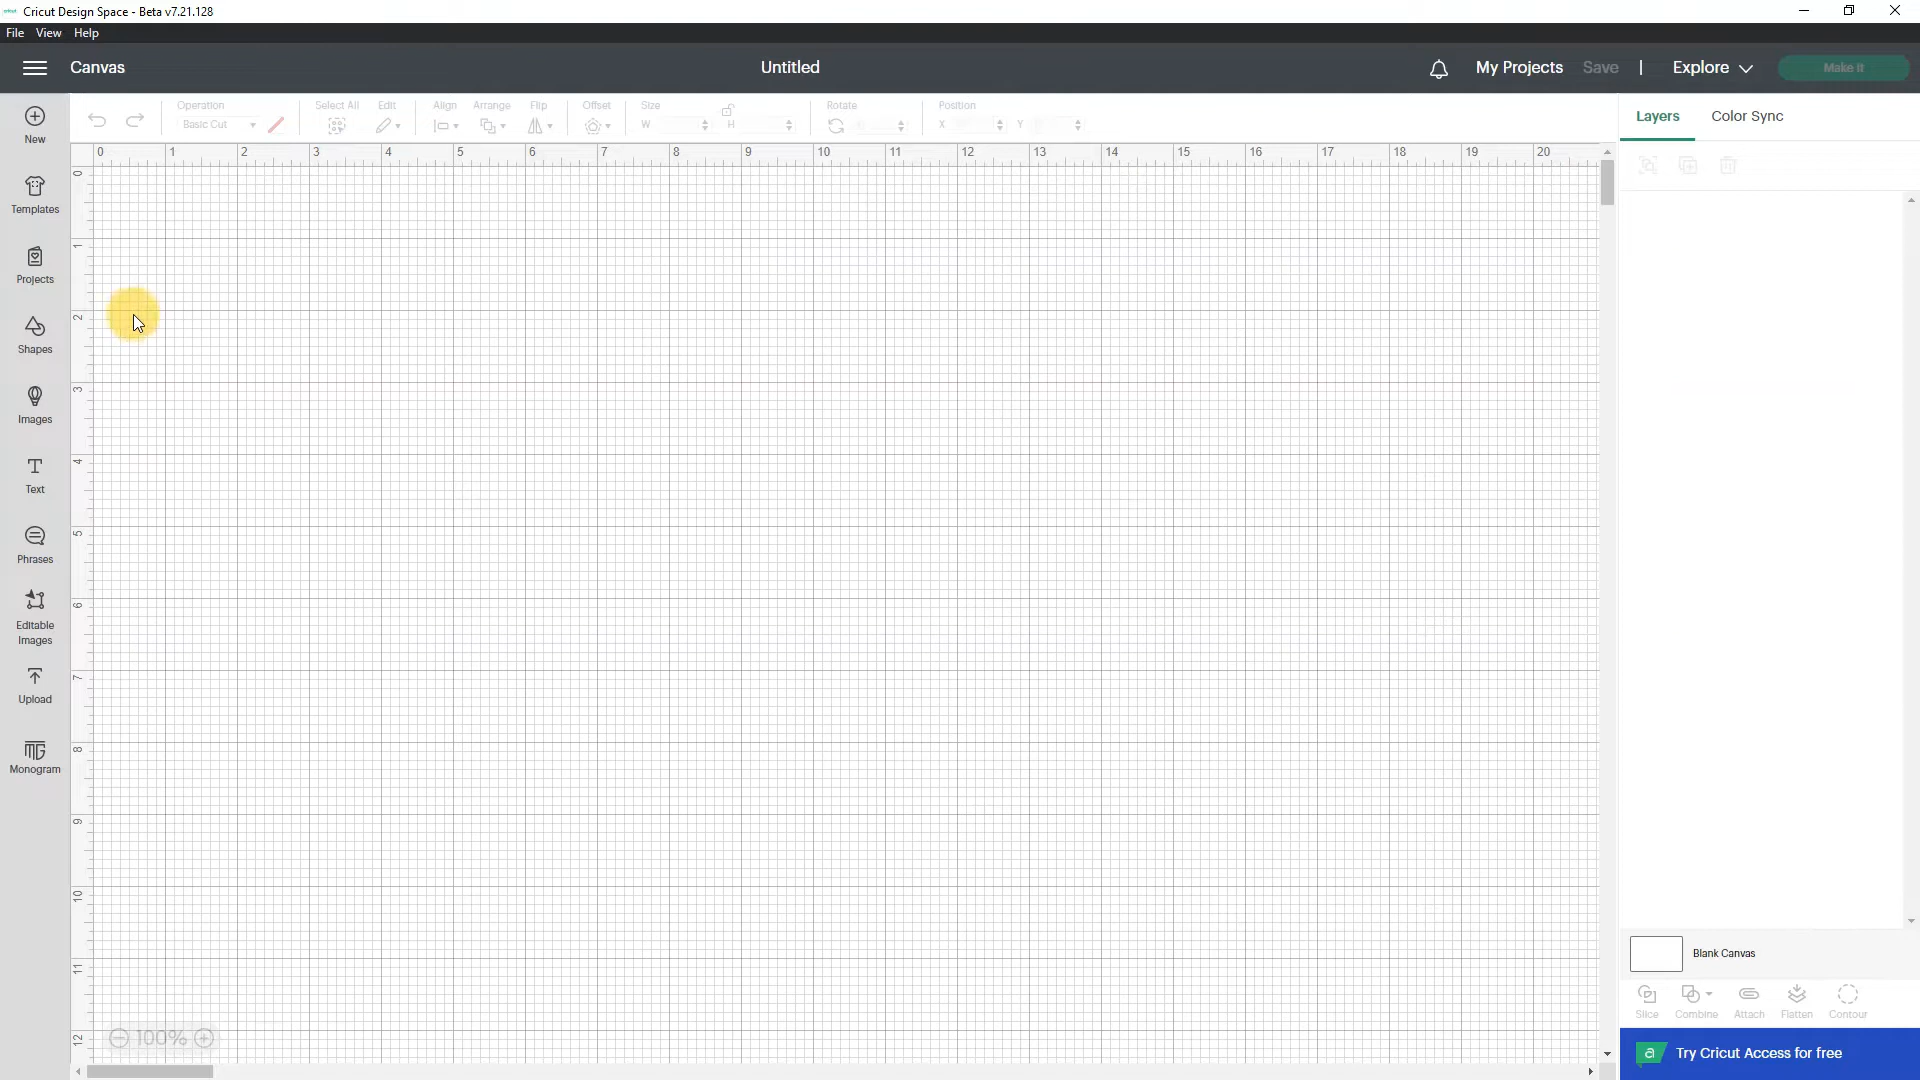 cricut Cricut Design Space - Beta v7.21.128
File View Help
Canvas
Untitled
My Projects Save | Explore
Make It
New
Templates
Projects
Shapes
Images
Text
Phrases
Editable
Images
Upload
Monogram
Operation
Basic Cut
Select All
Edit
Align
Arrange
Flip
Offset
Size
W
H
Rotate
Position
X
Y
0 1 2 3 4 5 6 7 8 9 10 11 12 13 14 15 16 17 18 19 20
0
1
2
3
4
5
6
7
8
9
10
11
12
100%
Layers
Color Sync
Blank Canvas
Slice
Combine
Attach
Flatten
Contour
a Try Cricut Access for free